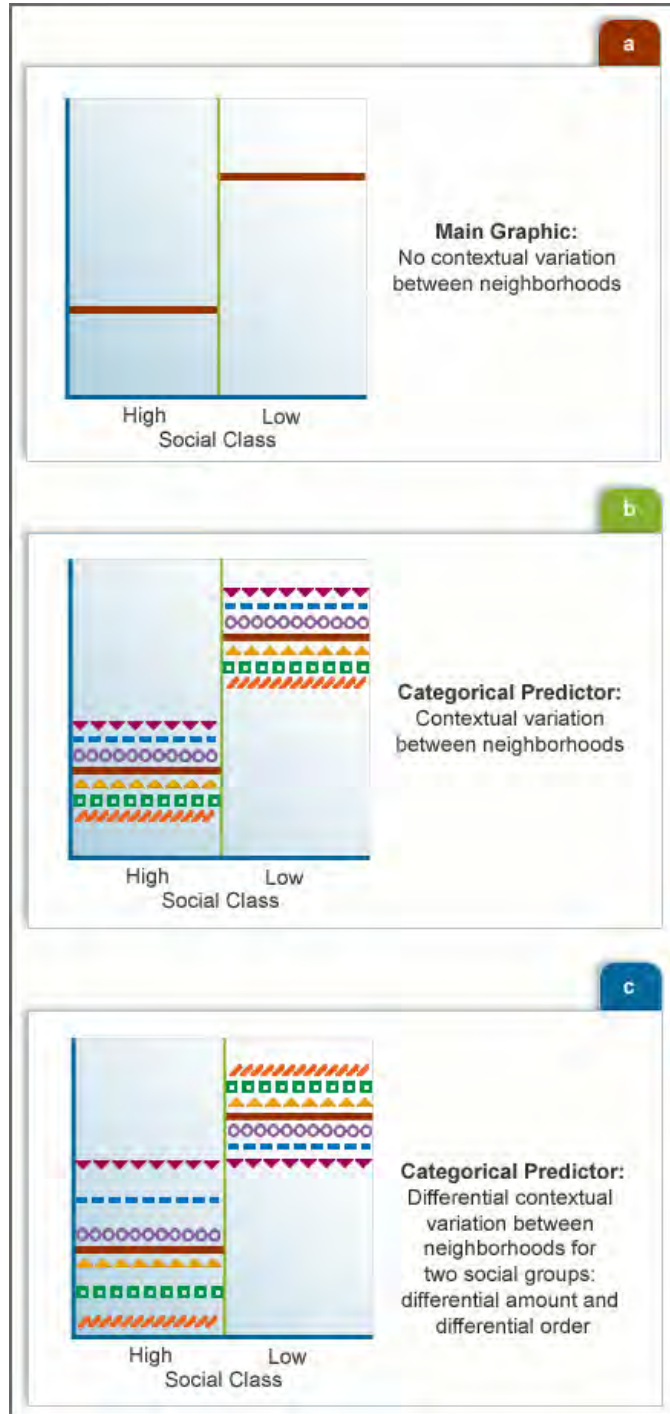 a
Main Graphic:
No contextual variation
between neighborhoods
High
Low
Social Class
b
Categorical Predictor:
Contextual variation
between neighborhoods
High
Low
Social Class
c
Categorical Predictor:
Differential contextual
variation between
neighborhoods for
two social groups:
differential amount and
differential order
High
Low
Social Class